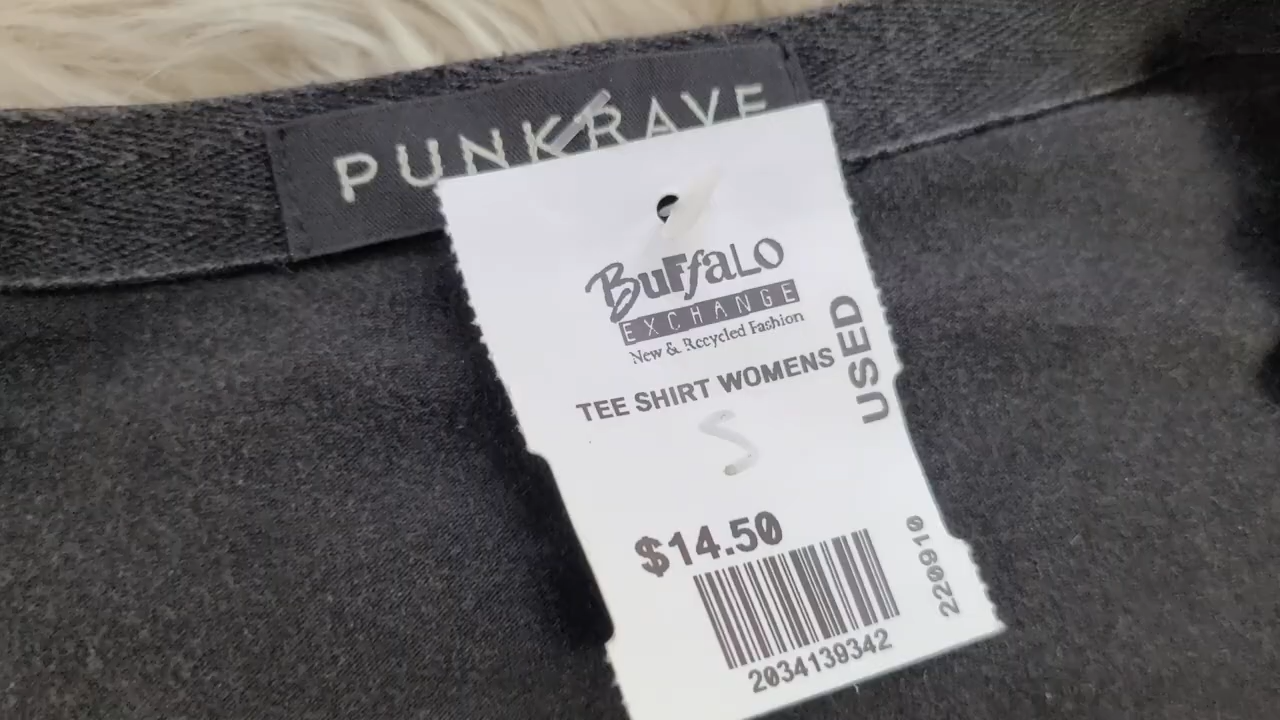 PUNKRAVE
BuffaLO
EXCHANGE
New & Recycled Fashion
TEE SHIRT WOMENS
USED
S
$14.50
220910
2034139342